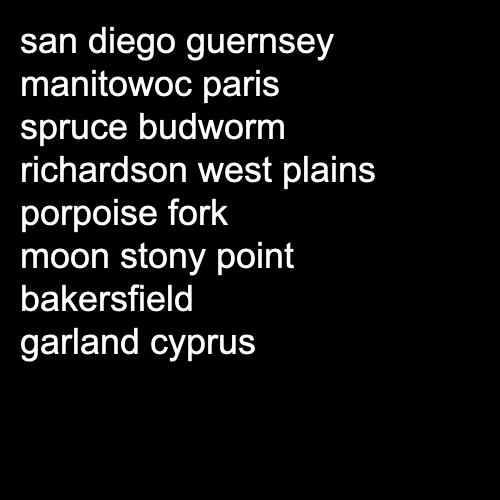 san diego guernsey
manitowoc paris
spruce budworm
richardson west plains
porpoise fork
moon stony point
bakersfield
garland cyprus